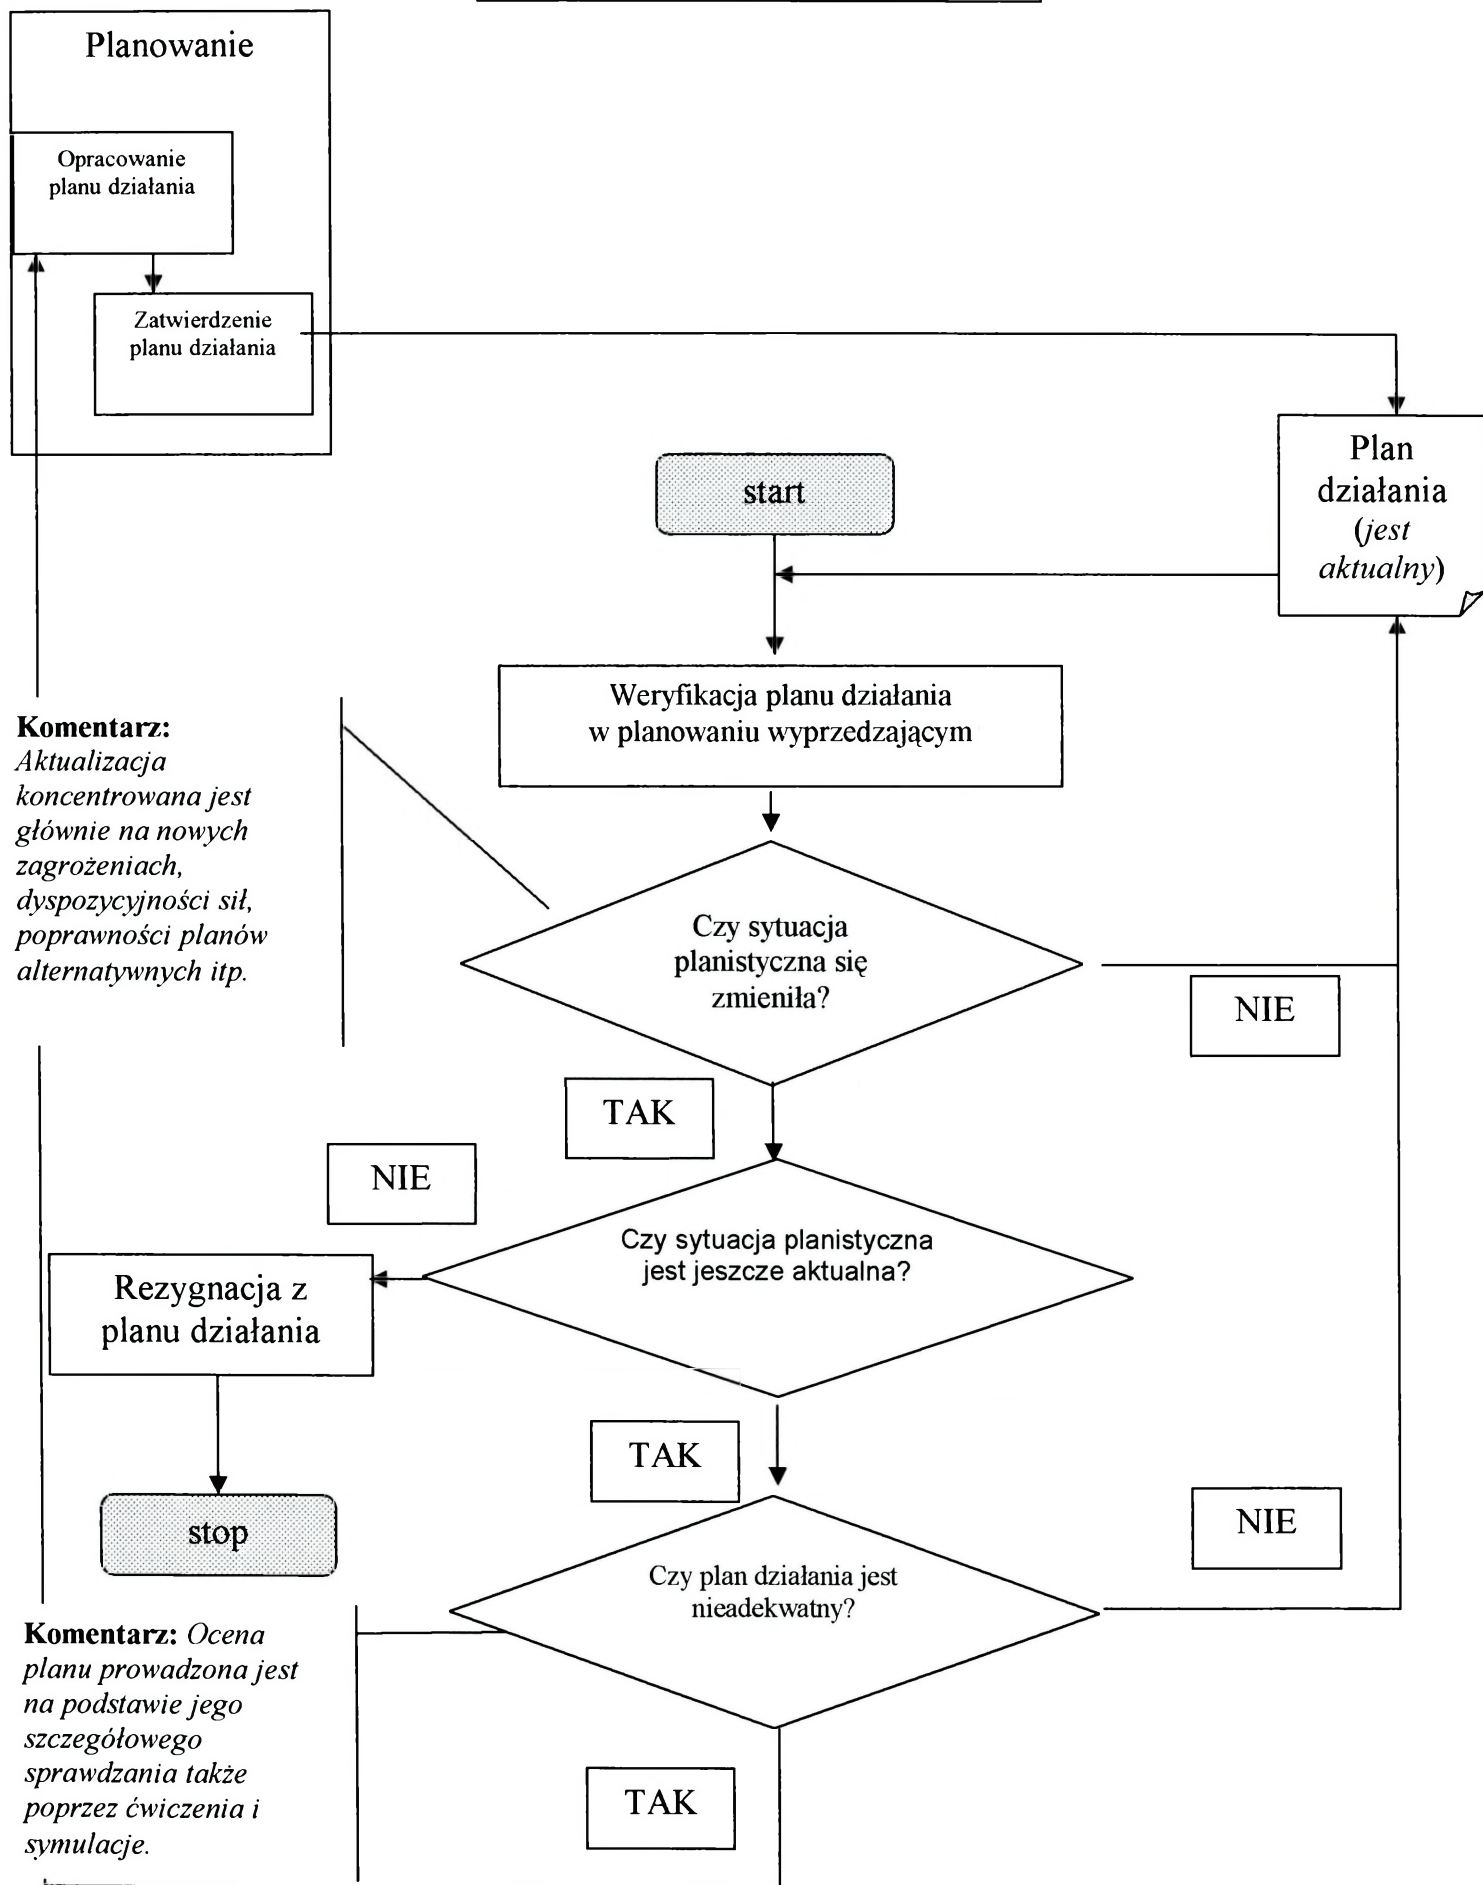 Planowanie
Opracowanie
planu działania
Zatwierdzenie
planu działania
Plan
działania
(jest
aktualny)
start
Weryfikacja planu działania
w planowaniu wyprzedzającym
Komentarz:
Aktualizacja
koncentrowana jest
głównie na nowych
zagrożeniach,
dyspozycyjności sił,
poprawności planów
alternatywnych itp.
Czy sytuacja
planistyczna się
zmieniła?
NIE
TAK
NIE
Czy sytuacja planistyczna
jest jeszcze aktualna?
Rezygnacja z
planu działania
TAK
stop
NIE
Czy plan działania jest
nieadekwatny?
Komentarz: Ocena
planu prowadzona jest
na podstawie jego
szczegółowego
sprawdzania także
poprzez ćwiczenia i
symulacje.
TAK